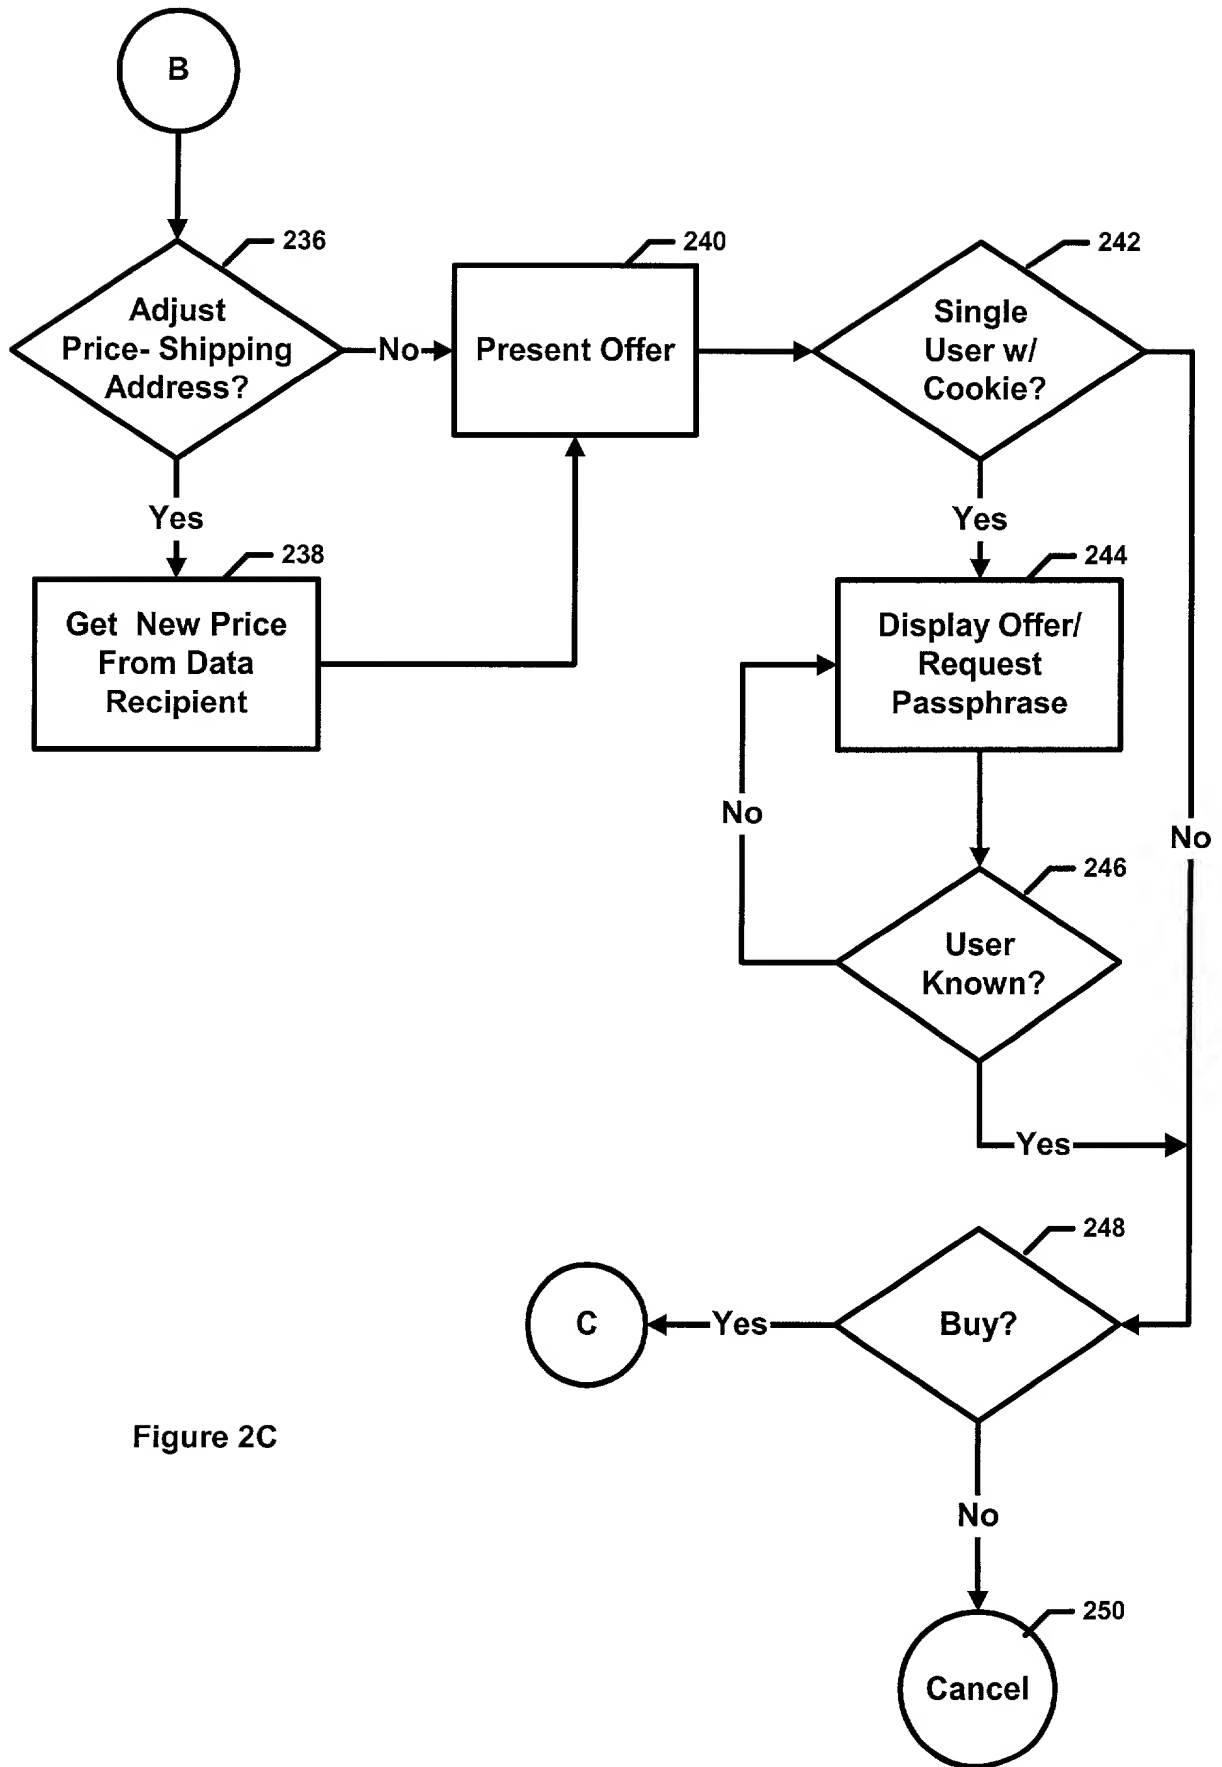 B
236
Adjust
Price- Shipping
Address?
No
240
Present Offer
242
Single
User w/
Cookie?
Yes
238
Get New Price
From Data
Recipient
Yes
244
Display Offer/
Request
Passphrase
No
No
246
User
Known?
Yes
248
Buy?
Yes
C
Figure 2C
No
250
Cancel